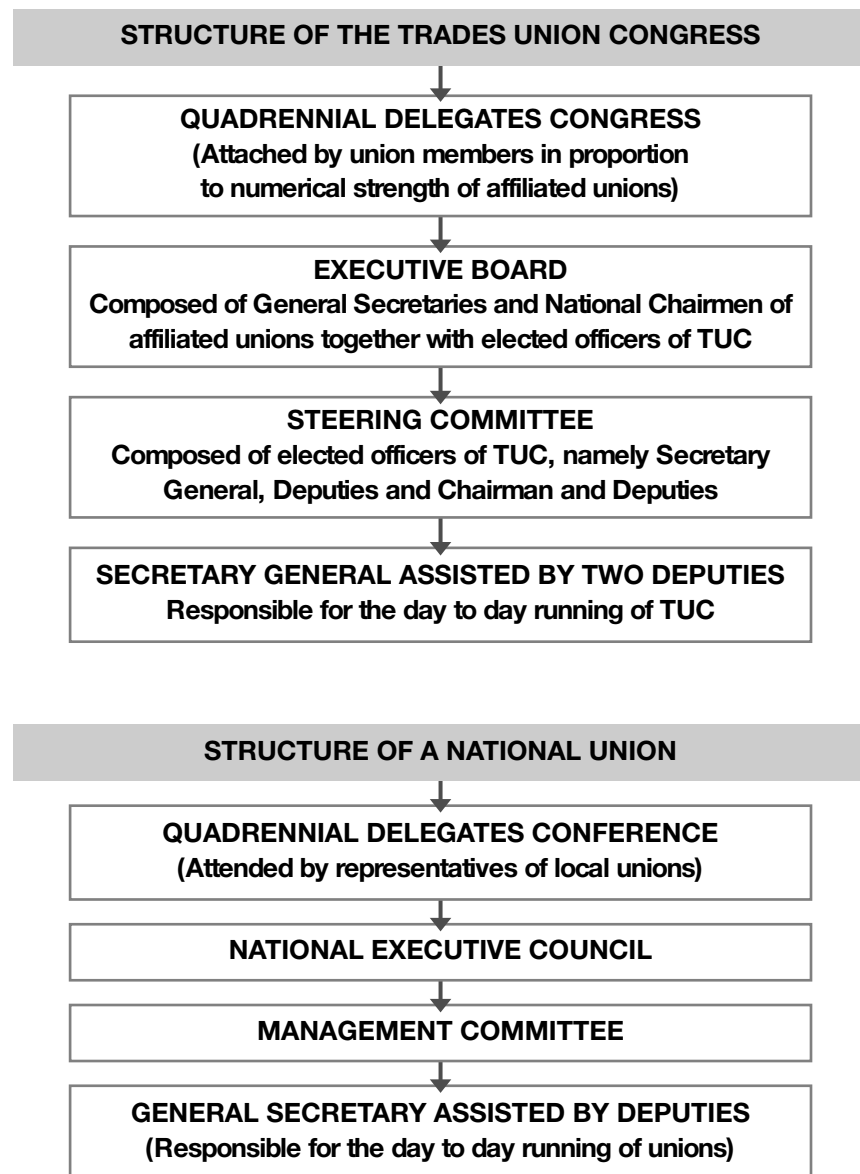 STRUCTURE OF THE TRADES UNION CONGRESS
QUADRENNIAL DELEGATES CONGRESS
(Attached by union members in proportion
to numerical strength of affiliated unions)
EXECUTIVE BOARD
Composed of General Secretaries and National Chairmen of
affiliated unions together with elected officers of TUC
STEERING COMMITTEE
Composed of elected officers of TUC, namely Secretary
General, Deputies and Chairman and Deputies
SECRETARY GENERAL ASSISTED BY TWO DEPUTIES
Responsible for the day to day running of TUC
STRUCTURE OF A NATIONAL UNION
QUADRENNIAL DELEGATES CONFERENCE
(Attended by representatives of local unions)
NATIONAL EXECUTIVE COUNCIL
MANAGEMENT COMMITTEE
GENERAL SECRETARY ASSISTED BY DEPUTIES
(Responsible for the day to day running of unions)